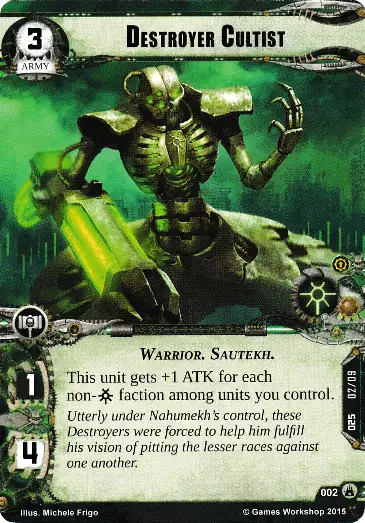 3
ARMY
DESTROYER CULTIST
WARRIOR. SAUTEKH.
1
This unit gets +1 ATK for each
non- faction among units you control.
Utterly under Nahumekh's control, these
Destroyers were forced to help him fulfill
his vision of pitting the lesser races against
one another.
4
02/09
025
002
Illus. Michele Frigo
© Games Workshop 2015